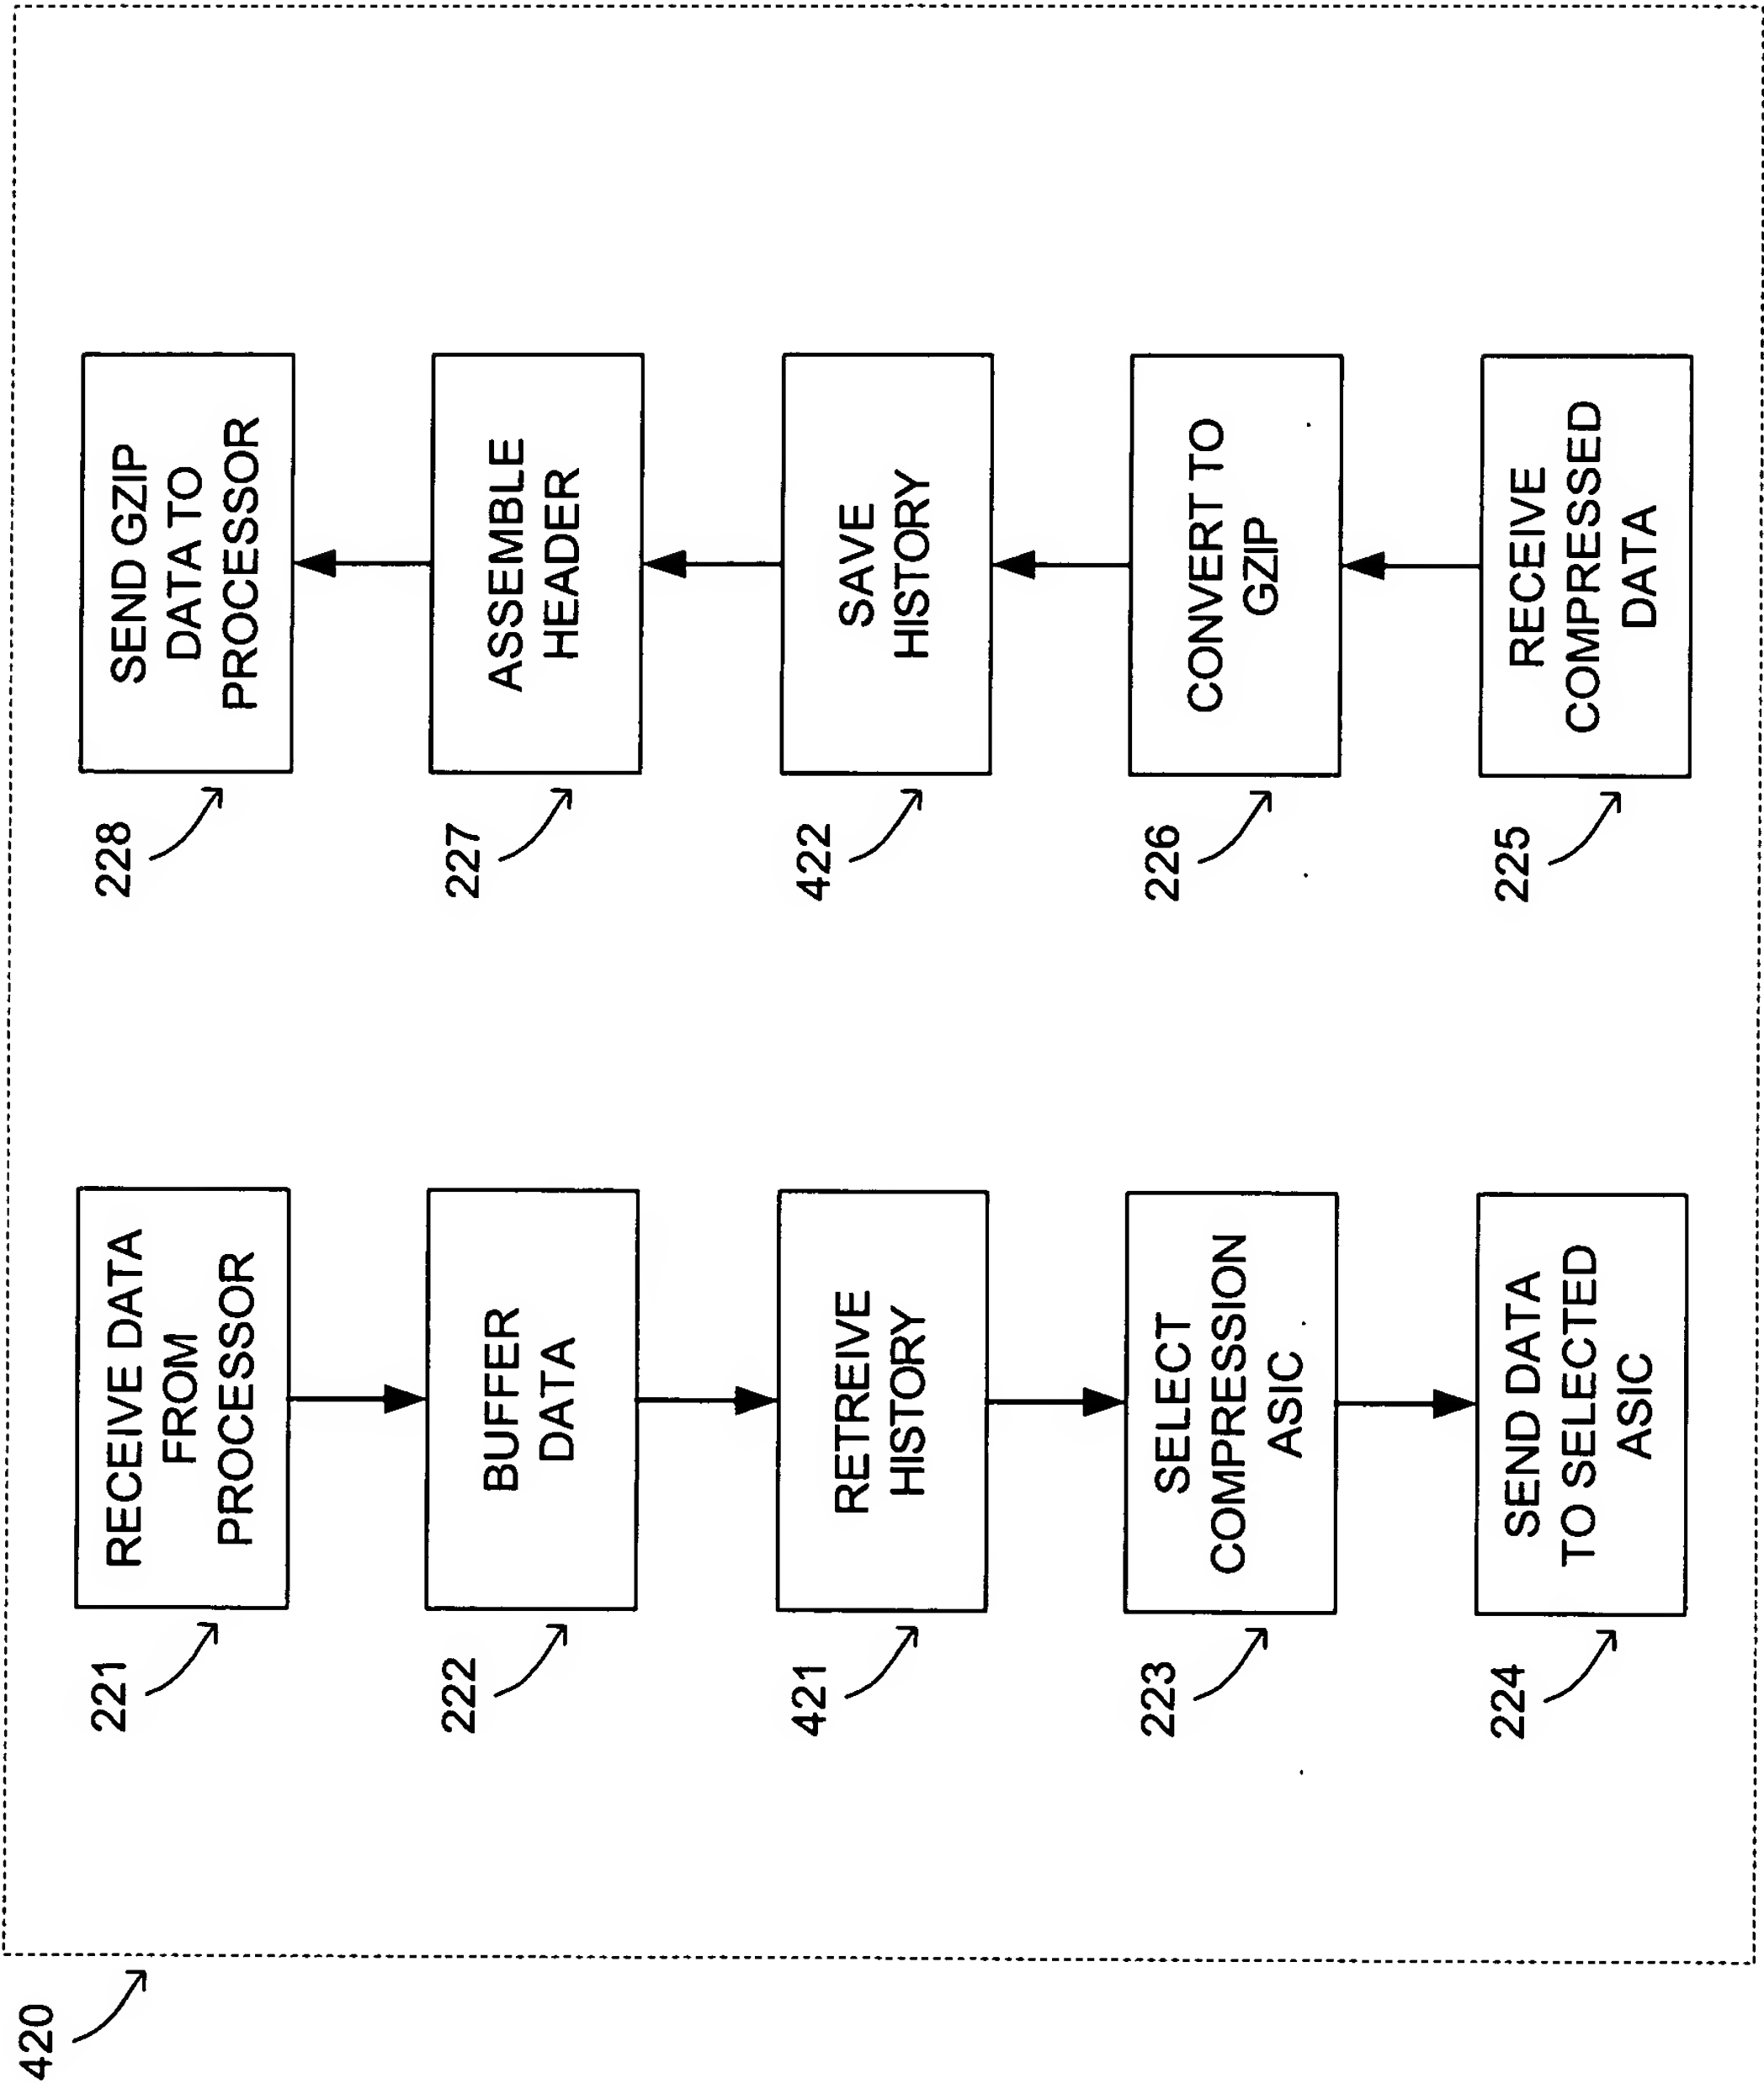 420
221
RECEIVE DATA
FROM
PROCESSOR
222
BUFFER
DATA
421
RETREIVE
HISTORY
223
SELECT
COMPRESSION
ASIC
224
SEND DATA
TO SELECTED
ASIC
228
SEND GZIP
DATA TO
PROCESSOR
227
ASSEMBLE
HEADER
422
SAVE
HISTORY
226
CONVERT TO
GZIP
225
RECEIVE
COMPRESSED
DATA